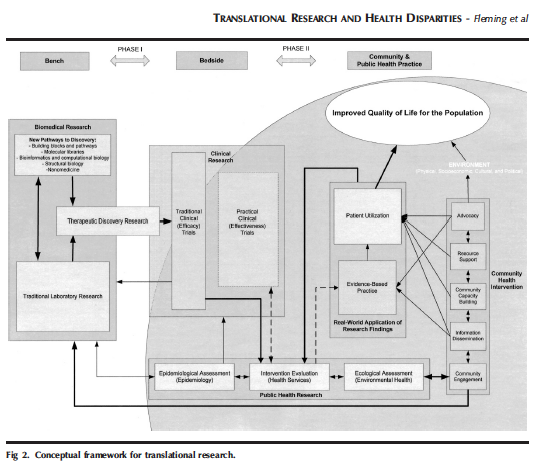 TRANSLATIONAL RESEARCH AND HEALTH DISPARITIES - Fleming et al
PHASE I
PHASE II
Bench
Bedside
Community &
Public Health Practice
Improved Quality of Life for the Population
Biomedical Research
New Pathways to Discovery:
- Building blocks and pathways
- Molecular libraries
- Bioinformatics and computational biology
- Structural biology
- Nanomedicine
Therapeutic Discovery Research
Traditional Laboratory Research
Clinical
Research
Traditional
Clinical
(Efficacy)
Trials
Practical
Clinical
(Effectiveness)
Trials
ENVIRONMENT
(Physical, Socioeconomic, Cultural, and Political)
Patient Utilization
Evidence-Based
Practice
Real-World Application of
Research Findings
Advocacy
Resource
Support
Community
Capacity
Building
Information
Dissemination
Community
Engagement
Community
Health
Intervention
Epidemiological Assessment
(Epidemiology)
Intervention Evaluation
(Health Services)
Ecological Assessment
(Environmental Health)
Public Health Research
Fig 2. Conceptual framework for translational research.